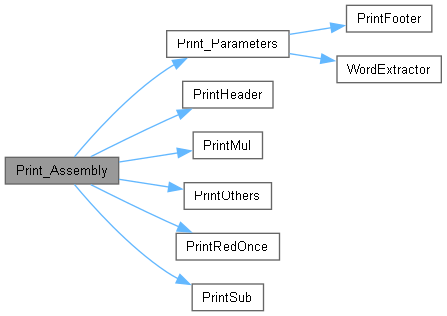 Print_Assembly
Print_Parameters
PrintFooter
WordExtractor
PrintHeader
PrintMul
PrintOthers
PrintRedOnce
PrintSub